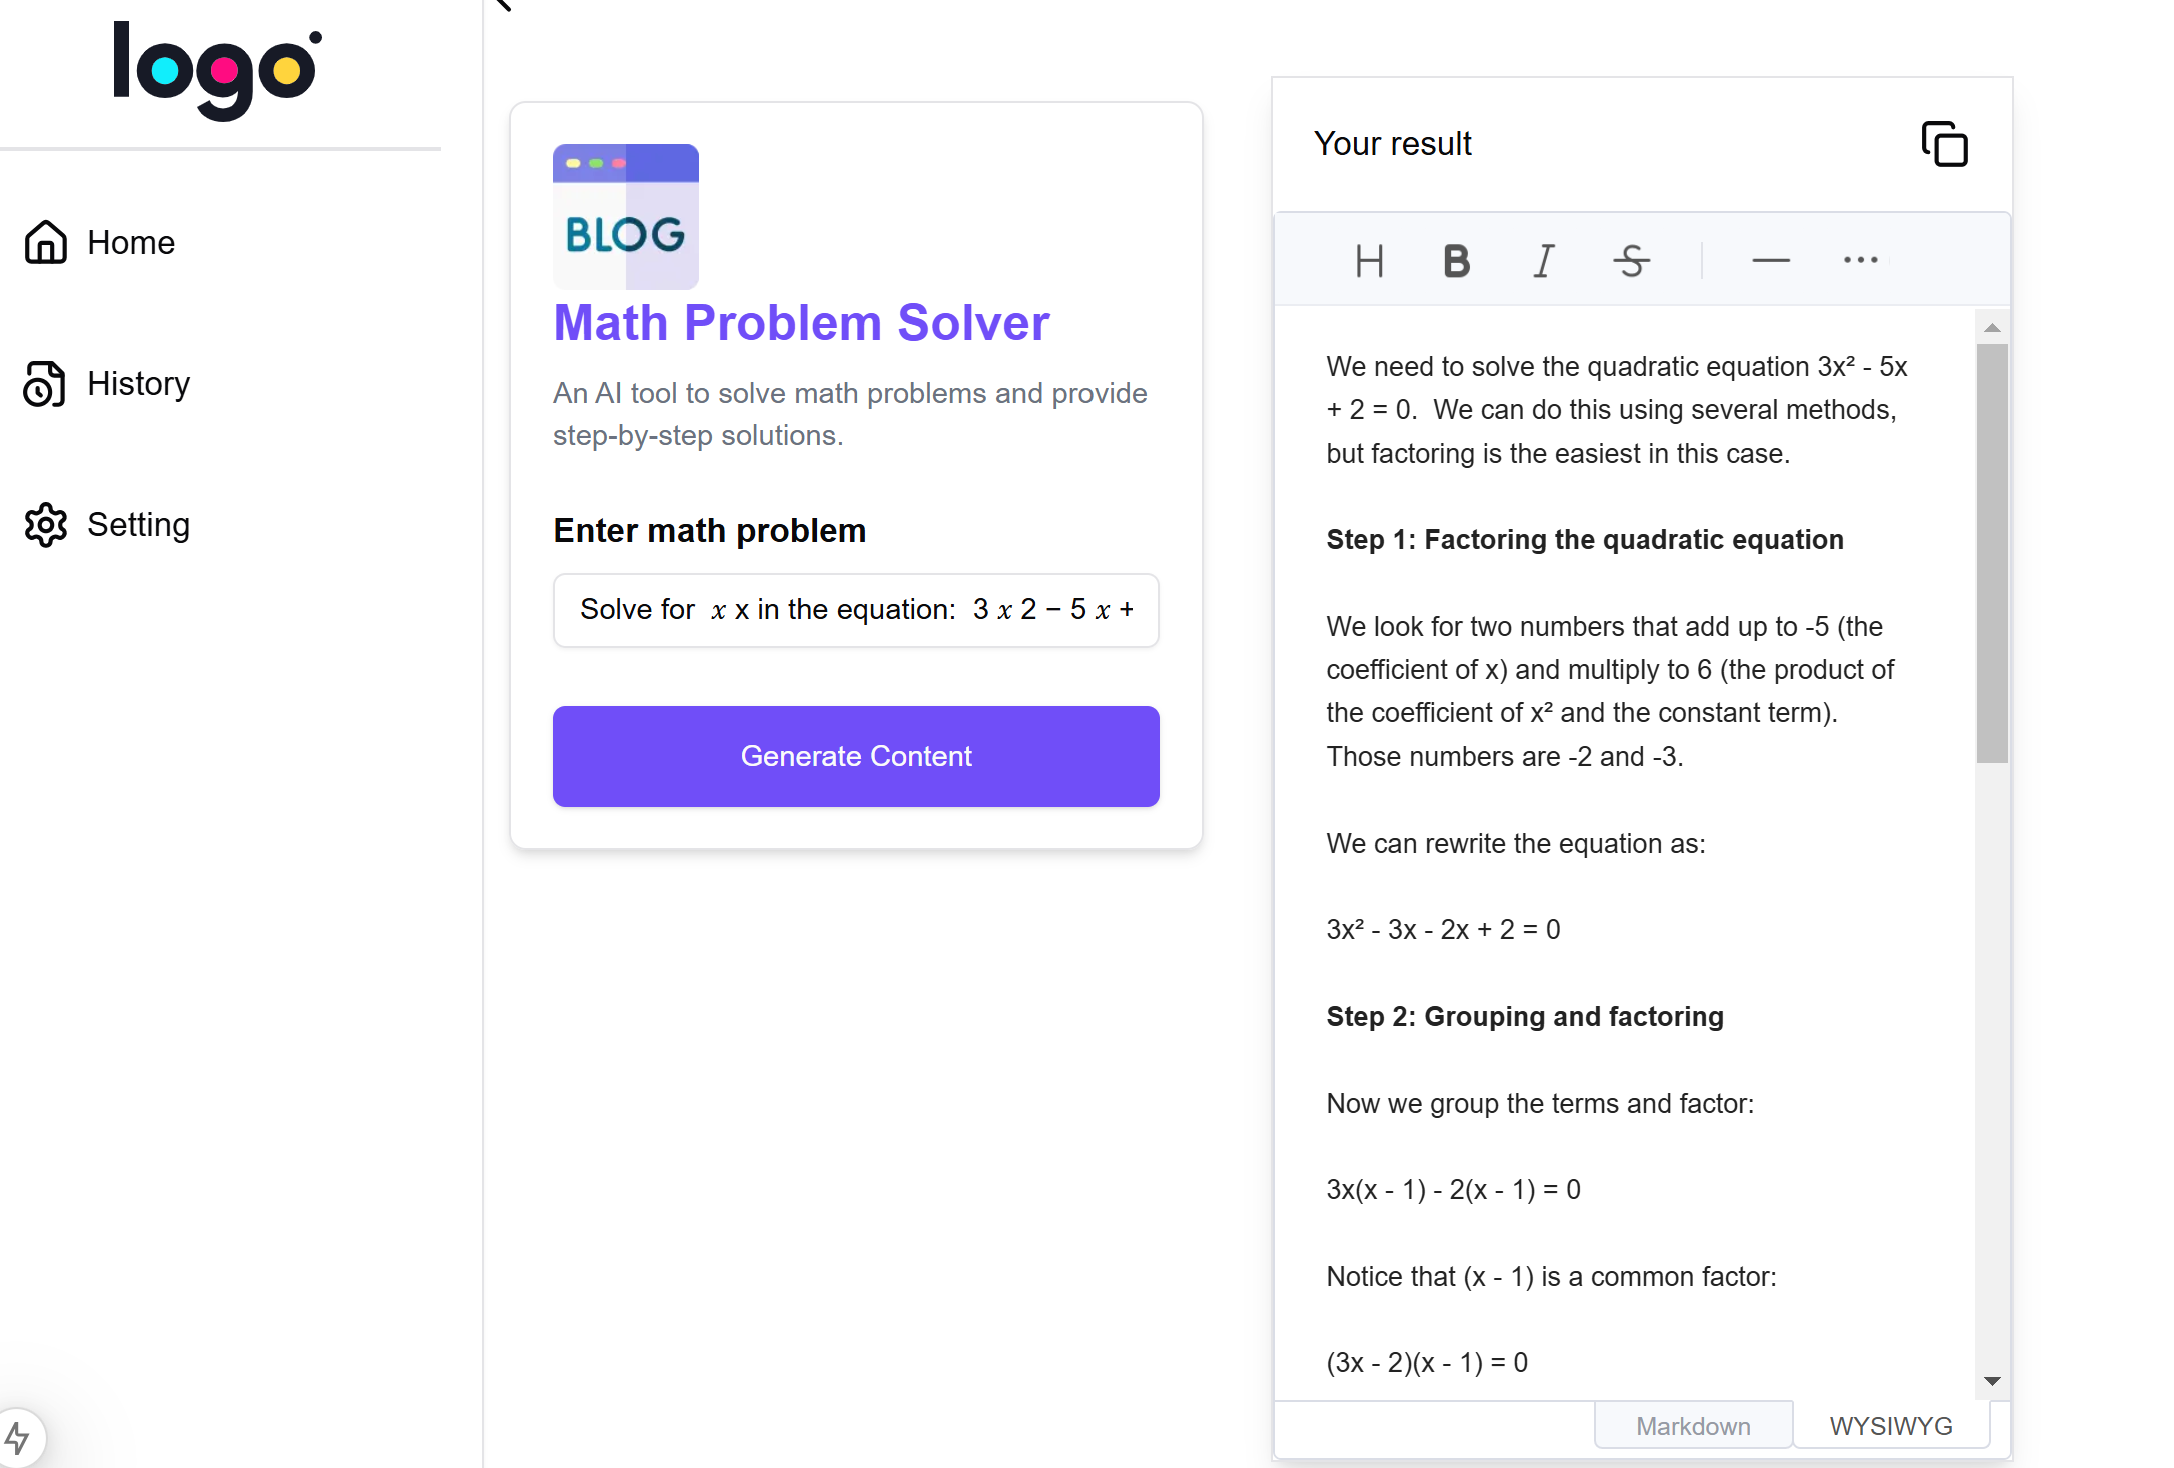 logo
Home
History
Setting
BLOG
Math Problem Solver
An AI tool to solve math problems and provide
step-by-step solutions.
Enter math problem
Solve for 𝑥 x in the equation: 3 𝑥 2 − 5 𝑥 +
Generate Content
Your result
H B I S
We need to solve the quadratic equation 3x² - 5x
+ 2 = 0. We can do this using several methods,
but factoring is the easiest in this case.
Step 1: Factoring the quadratic equation
We look for two numbers that add up to -5 (the
coefficient of x) and multiply to 6 (the product of
the coefficient of x² and the constant term).
Those numbers are -2 and -3.
We can rewrite the equation as:
3x² - 3x - 2x + 2 = 0
Step 2: Grouping and factoring
Now we group the terms and factor:
3x(x - 1) - 2(x - 1) = 0
Notice that (x - 1) is a common factor:
(3x - 2)(x - 1) = 0
Markdown
WYSIWYG